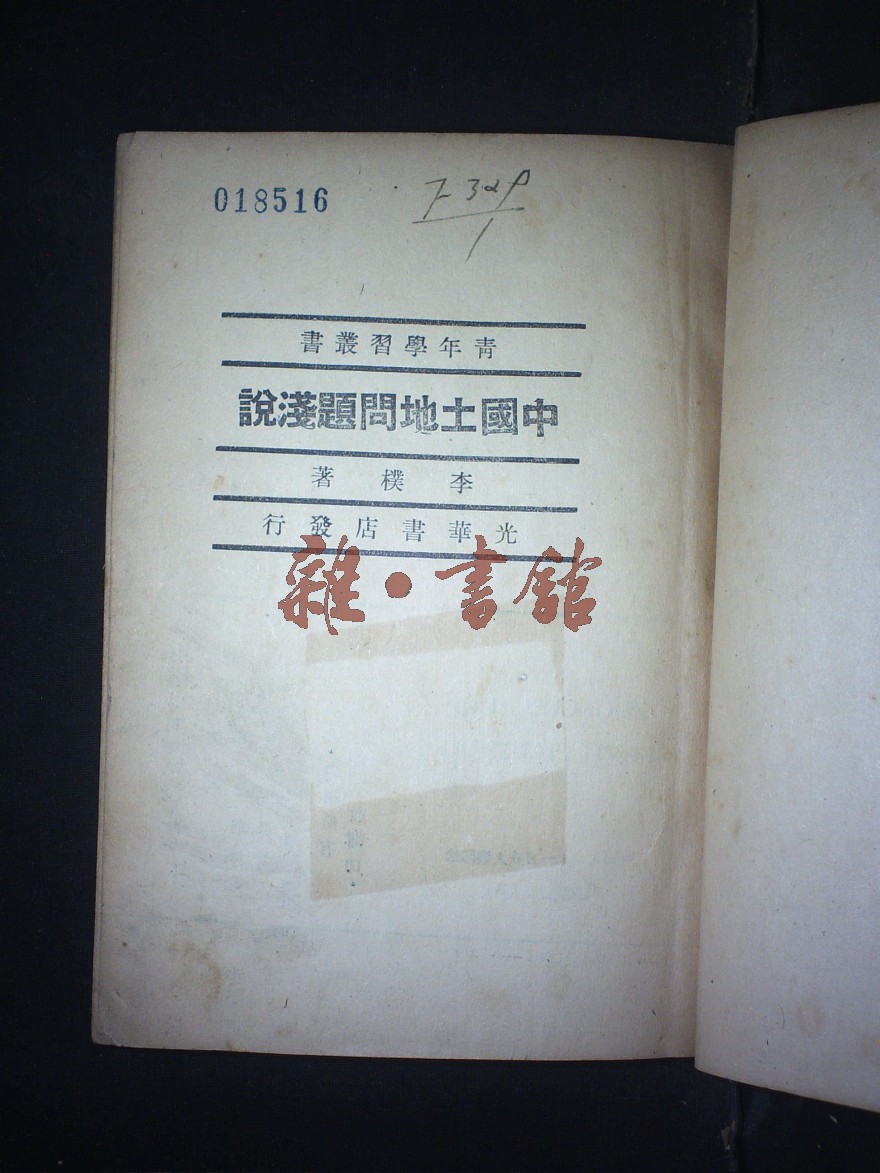 018516
青年學習叢書
中國土地問題淺說
李樸著
光華書店發行
雜·書館